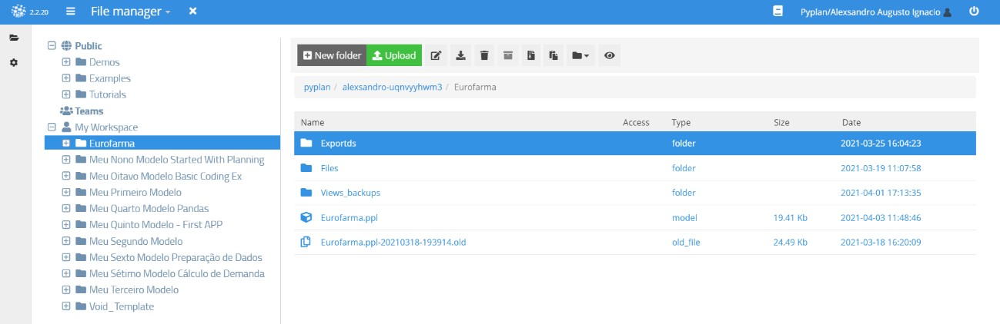 2.2.20 File manager Pyplan/Alexsandro Augusto Ignacio
Public
Demos
Examples
Tutorials
Teams
My Workspace
Eurofarma
Meu Nono Modelo Started With Planning
Meu Oitavo Modelo Basic Coding Ex
Meu Primeiro Modelo
Meu Quarto Modelo Pandas
Meu Quinto Modelo - First APP
Meu Segundo Modelo
Meu Sexto Modelo Preparação de Dados
Meu Sétimo Modelo Cálculo de Demanda
Meu Terceiro Modelo
Void_Template
New folder Upload
pyplan / alexsandro-uqnvyyhwm3 / Eurofarma
Name Access Type Size Date
Exportds folder 2021-03-25 16:04:23
Files folder 2021-03-19 11:07:58
Views_backups folder 2021-04-01 17:13:35
Eurofarma.ppl model 19.41 Kb 2021-04-03 11:48:46
Eurofarma.ppl-20210318-193914.old old_file 24.49 Kb 2021-03-18 16:20:09